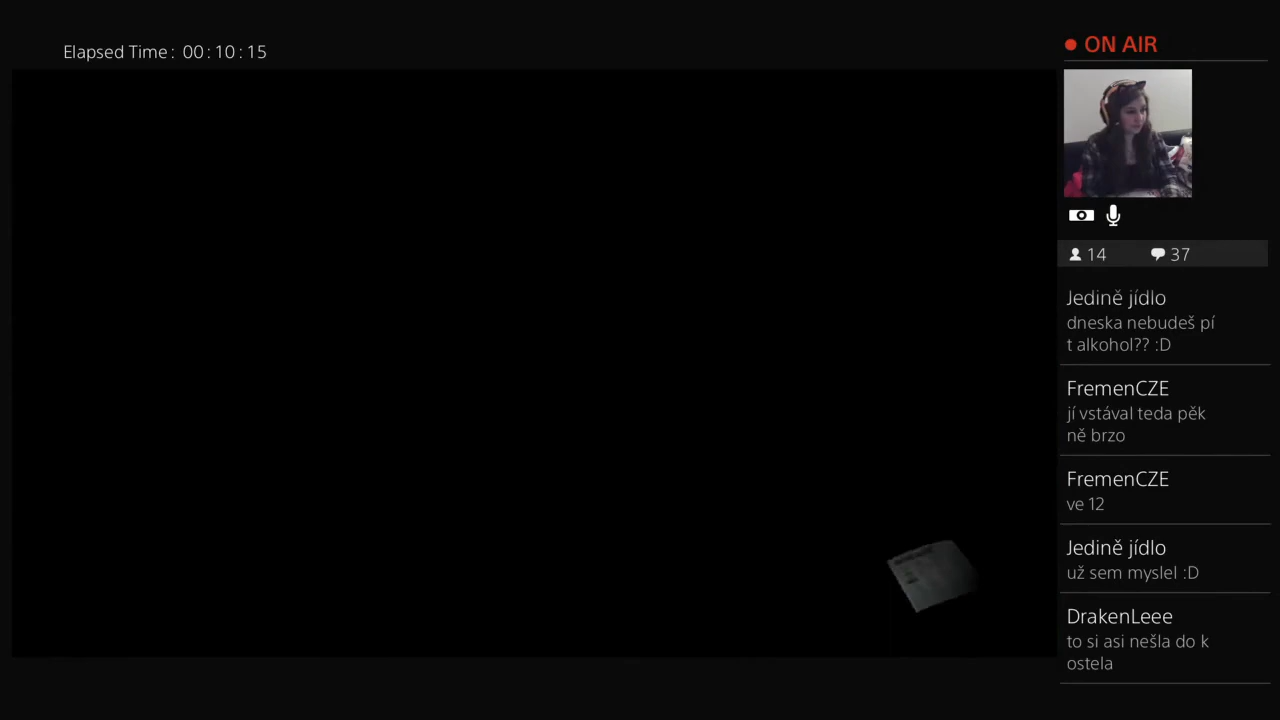 Elapsed Time: 00:10:15
ON AIR
14
37
Jedině jídlo
dneska nebudeš pí
t alkohol?? :D
FremenCZE
jí vstával teda pěk
ně brzo
FremenCZE
ve 12
Jedině jídlo
už sem myslel :D
DrakenLeee
to si asi nešla do k
ostela